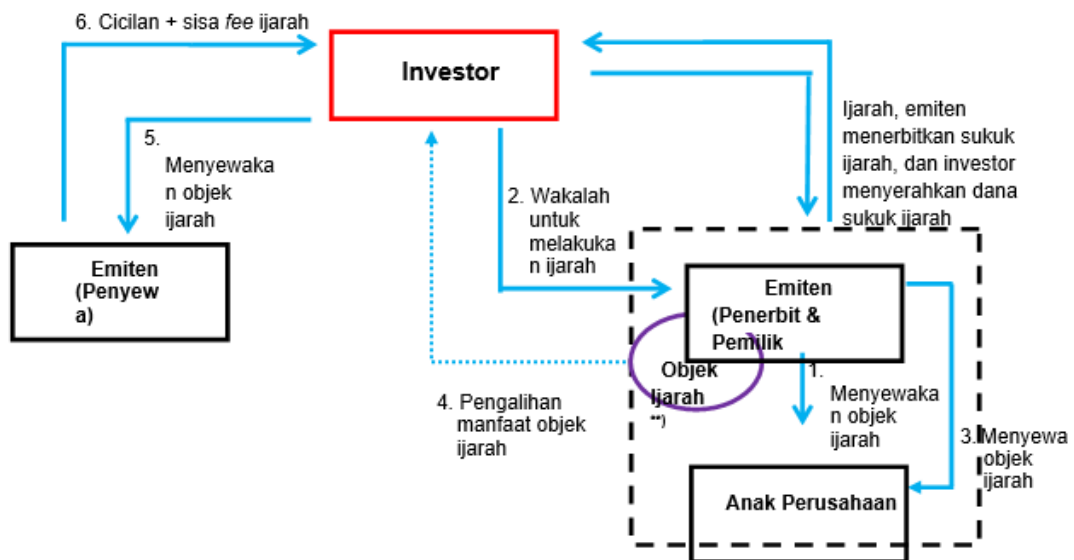 6. Cicilan + sisa fee ijarah
Investor
5.
Menyewaka
n objek
ijarah
Ijarah, emiten
menerbitkan sukuk
ijarah, dan investor
menyerahkan dana
sukuk ijarah
2. Wakalah
untuk
melakuka
n ijarah
Emiten
(Penyew
a)
Emiten
(Penerbit &
Pemilik
Objek
Ijarah
**)
1.
Menyewaka
n objek
ijarah
4. Pengalihan
manfaat objek
ijarah
3.Menyewa
objek
ijarah
Anak Perusahaan